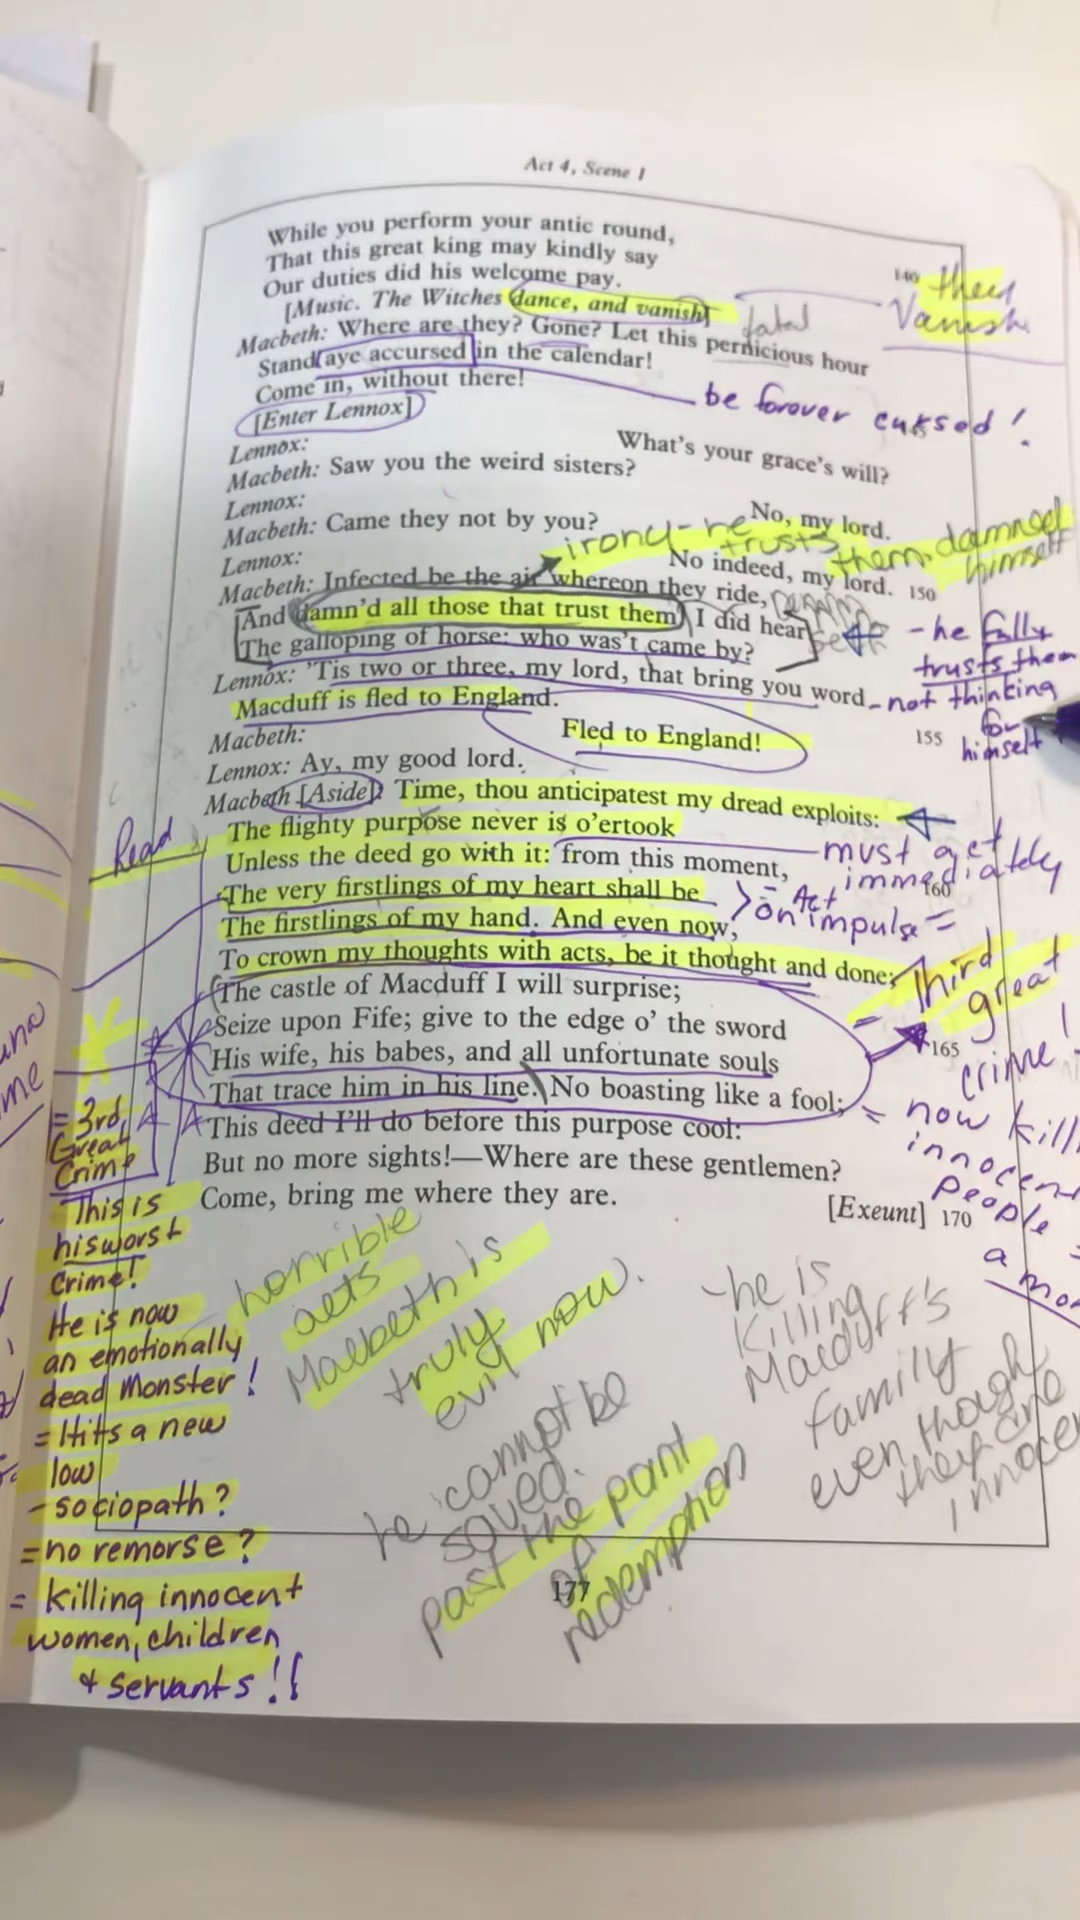 Act 4, Scene 1
While you perform your antic round,
That this great king may kindly say
Our duties did his welcome pay.
140
they
Vanish
[Music. The Witches dance, and vanish]
fatal
Macbeth: Where are they? Gone? Let this pernicious hour
Stand aye accursed in the calendar!
Come in, without there!
be forever cursed!
[Enter Lennox]
Lennox: What's your grace's will?
Macbeth: Saw you the weird sisters?
Lennox: No, my lord.
Macbeth: Came they not by you?
irony - he
trusts
them. damned
himself
Lennox: No indeed, my lord. 150
Macbeth: Infected be the air whereon they ride,
And damn'd all those that trust them! I did hear
The galloping of horse: who was't came by?
- he fully
trusts them
- not thinking
for
himself
Lennox: 'Tis two or three, my lord, that bring you word
Macduff is fled to England.
Macbeth: Fled to England! 155
Lennox: Ay, my good lord.
Macbeth [Aside]: Time, thou anticipatest my dread exploits:
Read
The flighty purpose never is o'ertook
Unless the deed go with it: from this moment,
must act
immediately
The very firstlings of my heart shall be 160
The firstlings of my hand. And even now,
- Act
on impulse =
To crown my thoughts with acts, be it thought and done;
The castle of Macduff I will surprise;
Seize upon Fife; give to the edge o' the sword
His wife, his babes, and all unfortunate souls 165
That trace him in his line. No boasting like a fool;
This deed I'll do before this purpose cool:
But no more sights!—Where are these gentlemen?
Come, bring me where they are. [Exeunt] 170
- Third
great
crime!
= now kill
innocent
people =
a
= 3rd
Great
Crime
This is
his worst
crime!
He is now
an emotionally
dead monster!
= Hits a new
low
- sociopath?
= no remorse?
= killing innocent
women, children
+ servants!!
- horrible
acts
Macbeth is
truly
evil now.
he cannot be
saved.
past the pant
of
redemption
- he is
killing
Macduff's
family
even though
they are
innocen
177